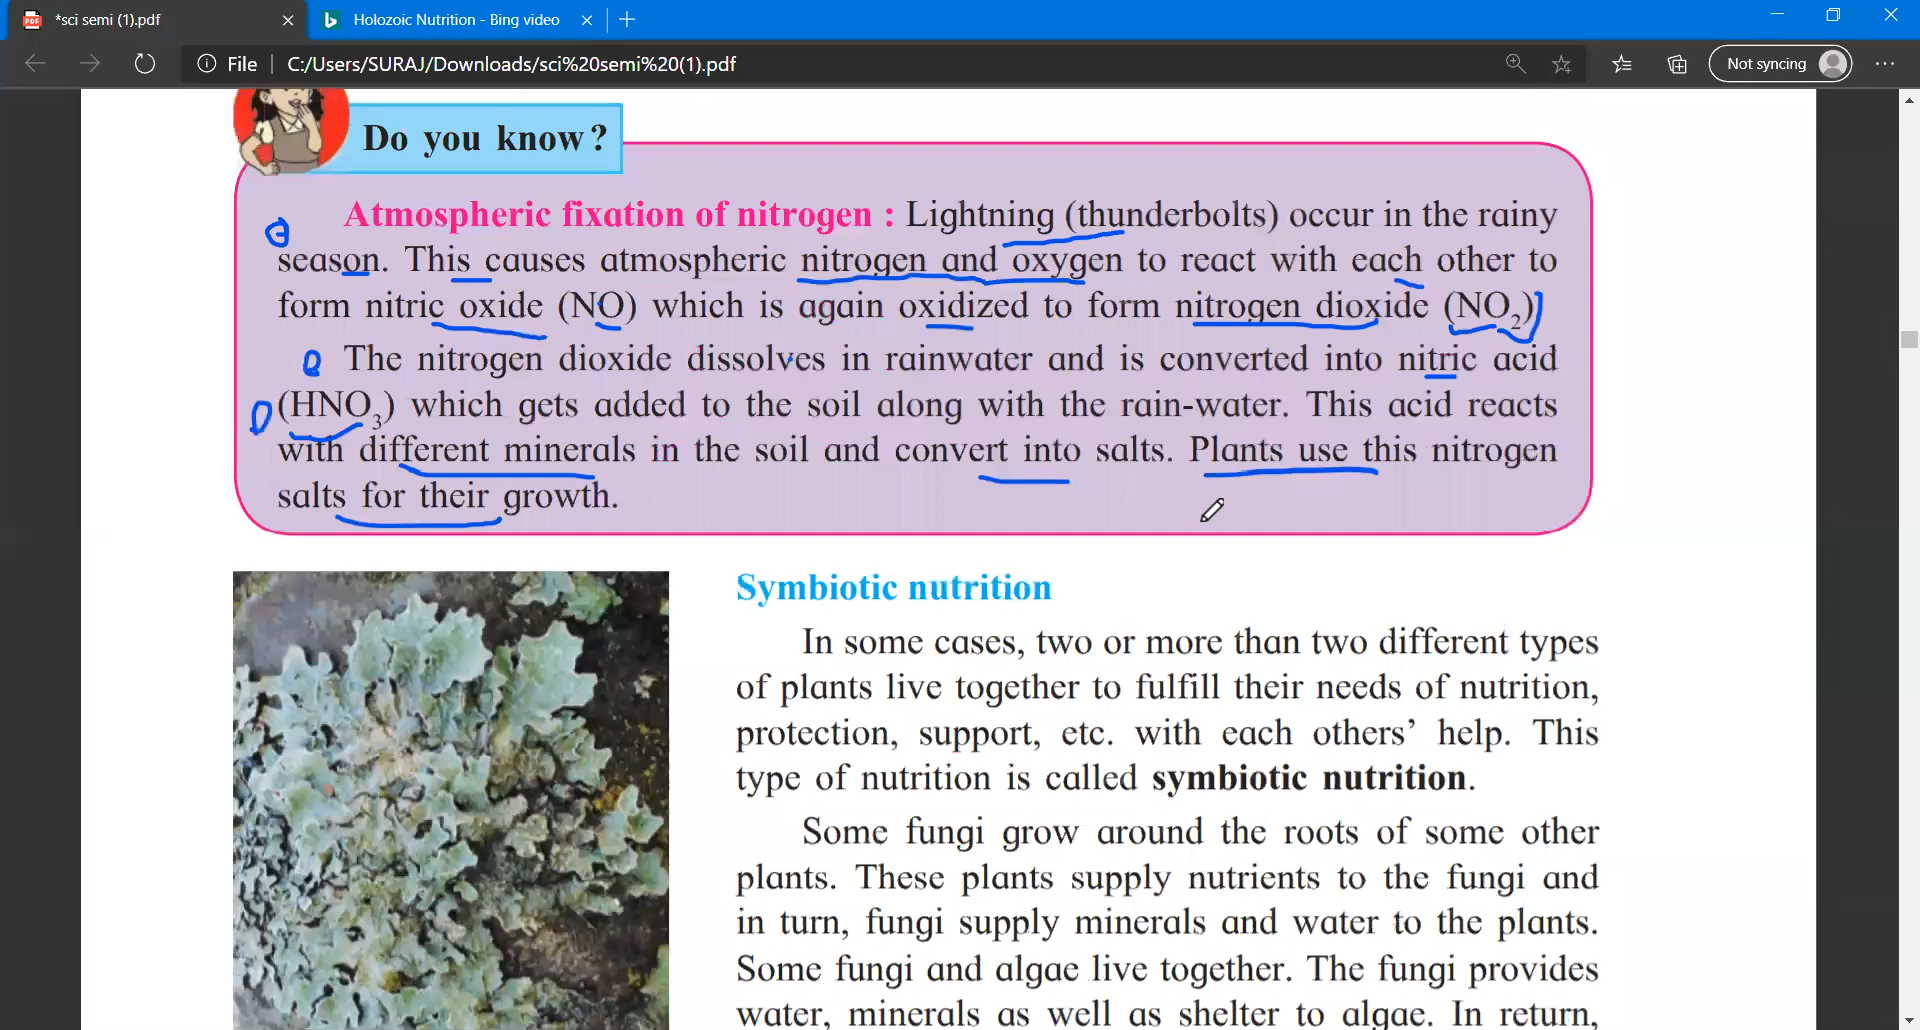 *sci semi (1).pdf
Holozoic Nutrition - Bing video
File
C:/Users/SURAJ/Downloads/sci%20semi%20(1).pdf
Not syncing
Do you know?
Atmospheric fixation of nitrogen : Lightning (thunderbolts) occur in the rainy
season. This causes atmospheric nitrogen and oxygen to react with each other to
form nitric oxide (NO) which is again oxidized to form nitrogen dioxide (NO₂)
The nitrogen dioxide dissolves in rainwater and is converted into nitric acid
(HNO₃) which gets added to the soil along with the rain-water. This acid reacts
with different minerals in the soil and convert into salts. Plants use this nitrogen
salts for their growth.
Symbiotic nutrition
In some cases, two or more than two different types
of plants live together to fulfill their needs of nutrition,
protection, support, etc. with each others’ help. This
type of nutrition is called symbiotic nutrition.
Some fungi grow around the roots of some other
plants. These plants supply nutrients to the fungi and
in turn, fungi supply minerals and water to the plants.
Some fungi and algae live together. The fungi provides
water, minerals as well as shelter to algae. In return,